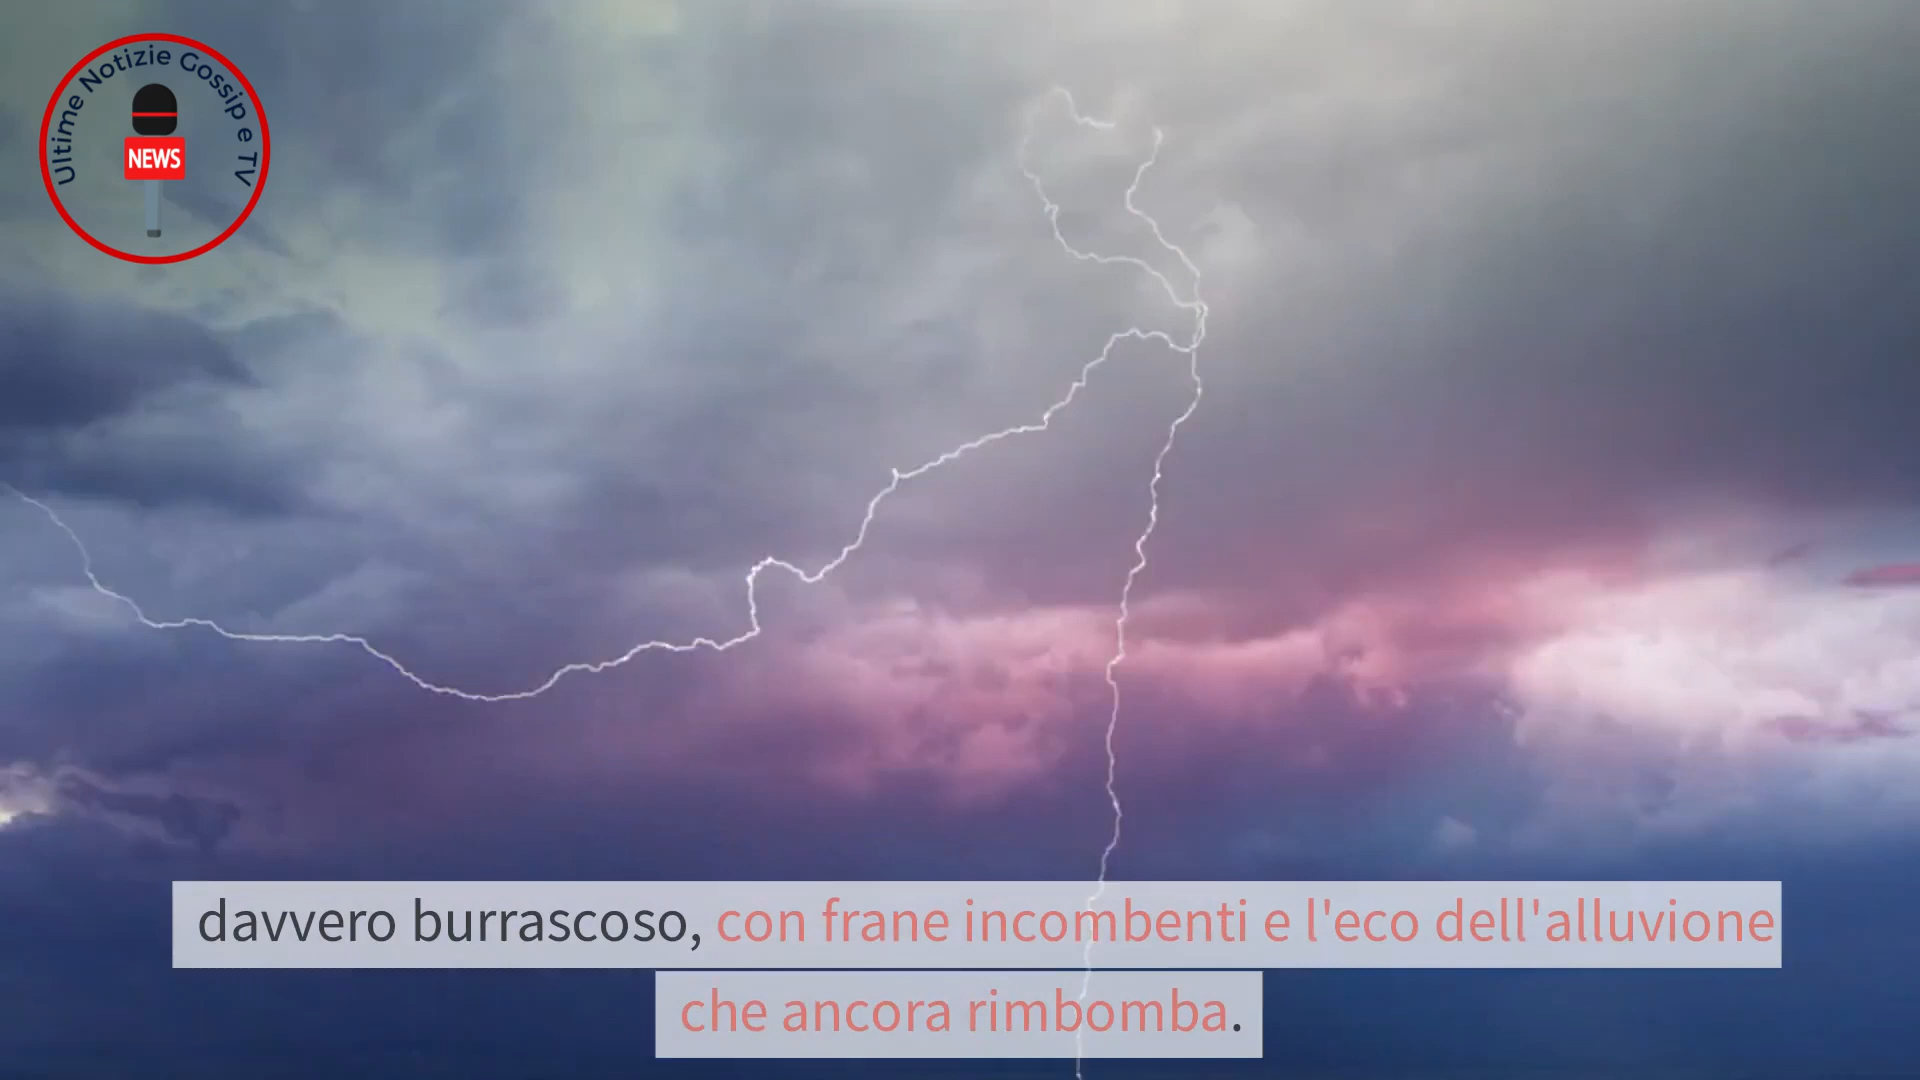 Ultime Notizie Gossip e TV
NEWS
davvero burrascoso, con frane incombenti e l'eco dell'alluvione
che ancora rimbomba.